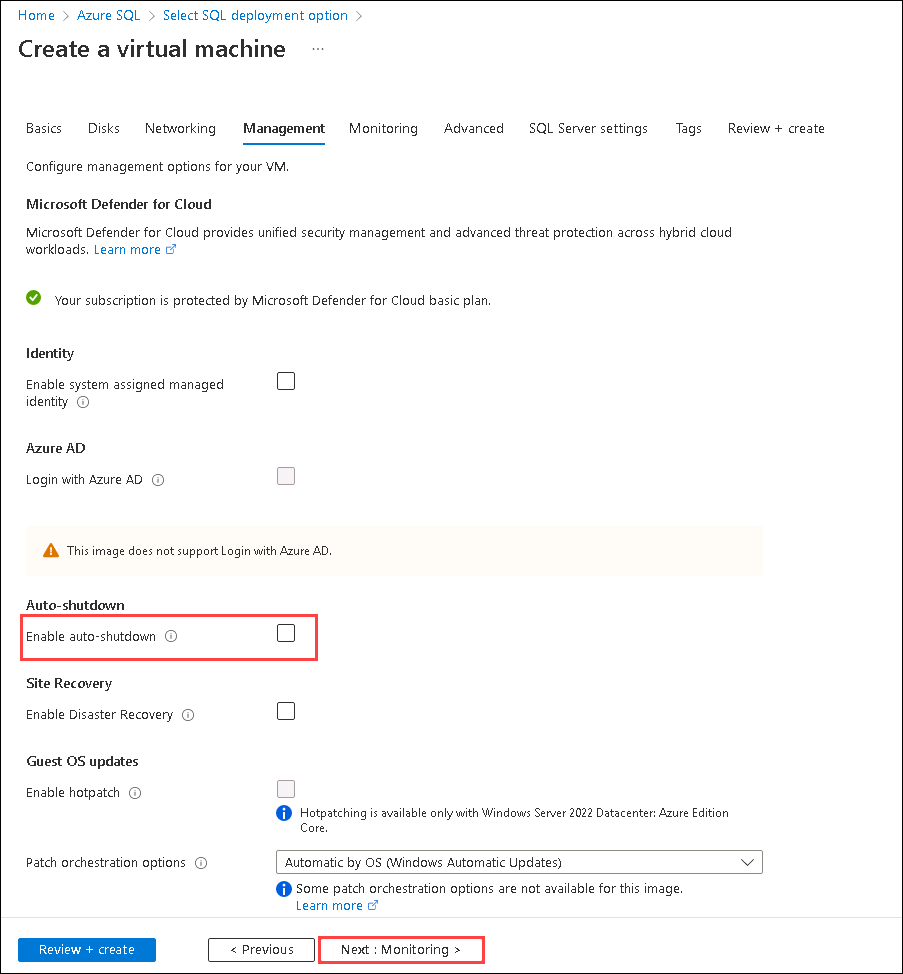 Home > Azure SQL > Select SQL deployment option >
Create a virtual machine ...
Basics Disks Networking Management Monitoring Advanced SQL Server settings Tags Review + create
Configure management options for your VM.
Microsoft Defender for Cloud
Microsoft Defender for Cloud provides unified security management and advanced threat protection across hybrid cloud
workloads. Learn more
Your subscription is protected by Microsoft Defender for Cloud basic plan.
Identity
Enable system assigned managed
identity
Azure AD
Login with Azure AD
This image does not support Login with Azure AD.
Auto-shutdown
Enable auto-shutdown
Site Recovery
Enable Disaster Recovery
Guest OS updates
Enable hotpatch
Hotpatching is available only with Windows Server 2022 Datacenter: Azure Edition
Core.
Patch orchestration options Automatic by OS (Windows Automatic Updates)
Some patch orchestration options are not available for this image.
Learn more
Review + create < Previous Next : Monitoring >